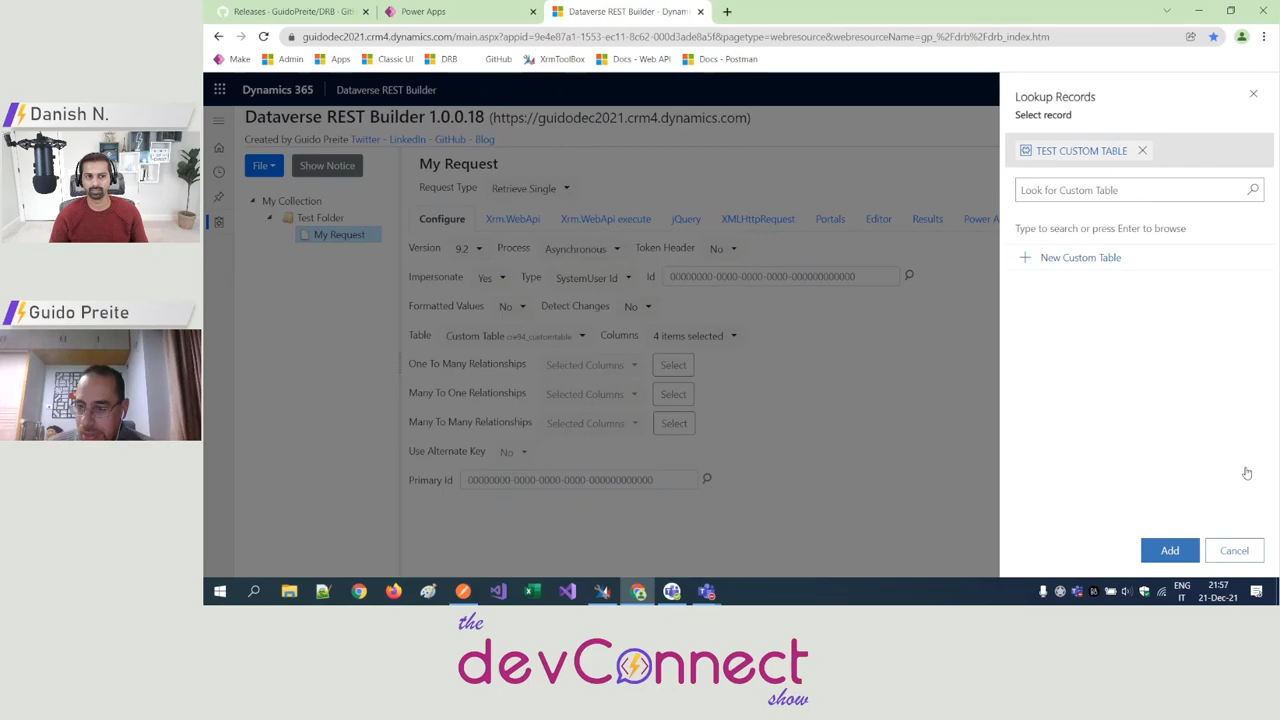 Releases · GuidoPreite/DRB · GitH
Power Apps
Dataverse REST Builder - Dynami
guidodec2021.crm4.dynamics.com/main.aspx?appid=9e4e87a1-1553-ec11-8c62-000d3ade8a5f&pagetype=webresource&webresourceName=gp_%2fdrb%2fdrb_index.htm
Make Admin Apps Classic UI DRB GitHub XrmToolBox Docs - Web API Docs - Postman
Danish N.
Guido Preite
Dynamics 365 Dataverse REST Builder
Dataverse REST Builder 1.0.0.18 (https://guidodec2021.crm4.dynamics.com)
Created by Guido Preite Twitter - LinkedIn - GitHub - Blog
File Show Notice
My Collection
Test Folder
My Request
My Request
Request Type Retrieve Single
Configure Xrm.WebApi Xrm.WebApi execute jQuery XMLHttpRequest Portals Editor Results Power A
Version 9.2 Process Asynchronous Token Header No
Impersonate Yes Type SystemUser Id Id 00000000-0000-0000-0000-000000000000
Formatted Values No Detect Changes No
Table Custom Table cre94_customtable Columns 4 items selected
One To Many Relationships Selected Columns Select
Many To One Relationships Selected Columns Select
Many To Many Relationships Selected Columns Select
Use Alternate Key No
Primary Id 00000000-0000-0000-0000-000000000000
Lookup Records
Select record
TEST CUSTOM TABLE
Look for Custom Table
Type to search or press Enter to browse
New Custom Table
Add Cancel
ENG
IT
21:57
21-Dec-21
the
devConnect
show